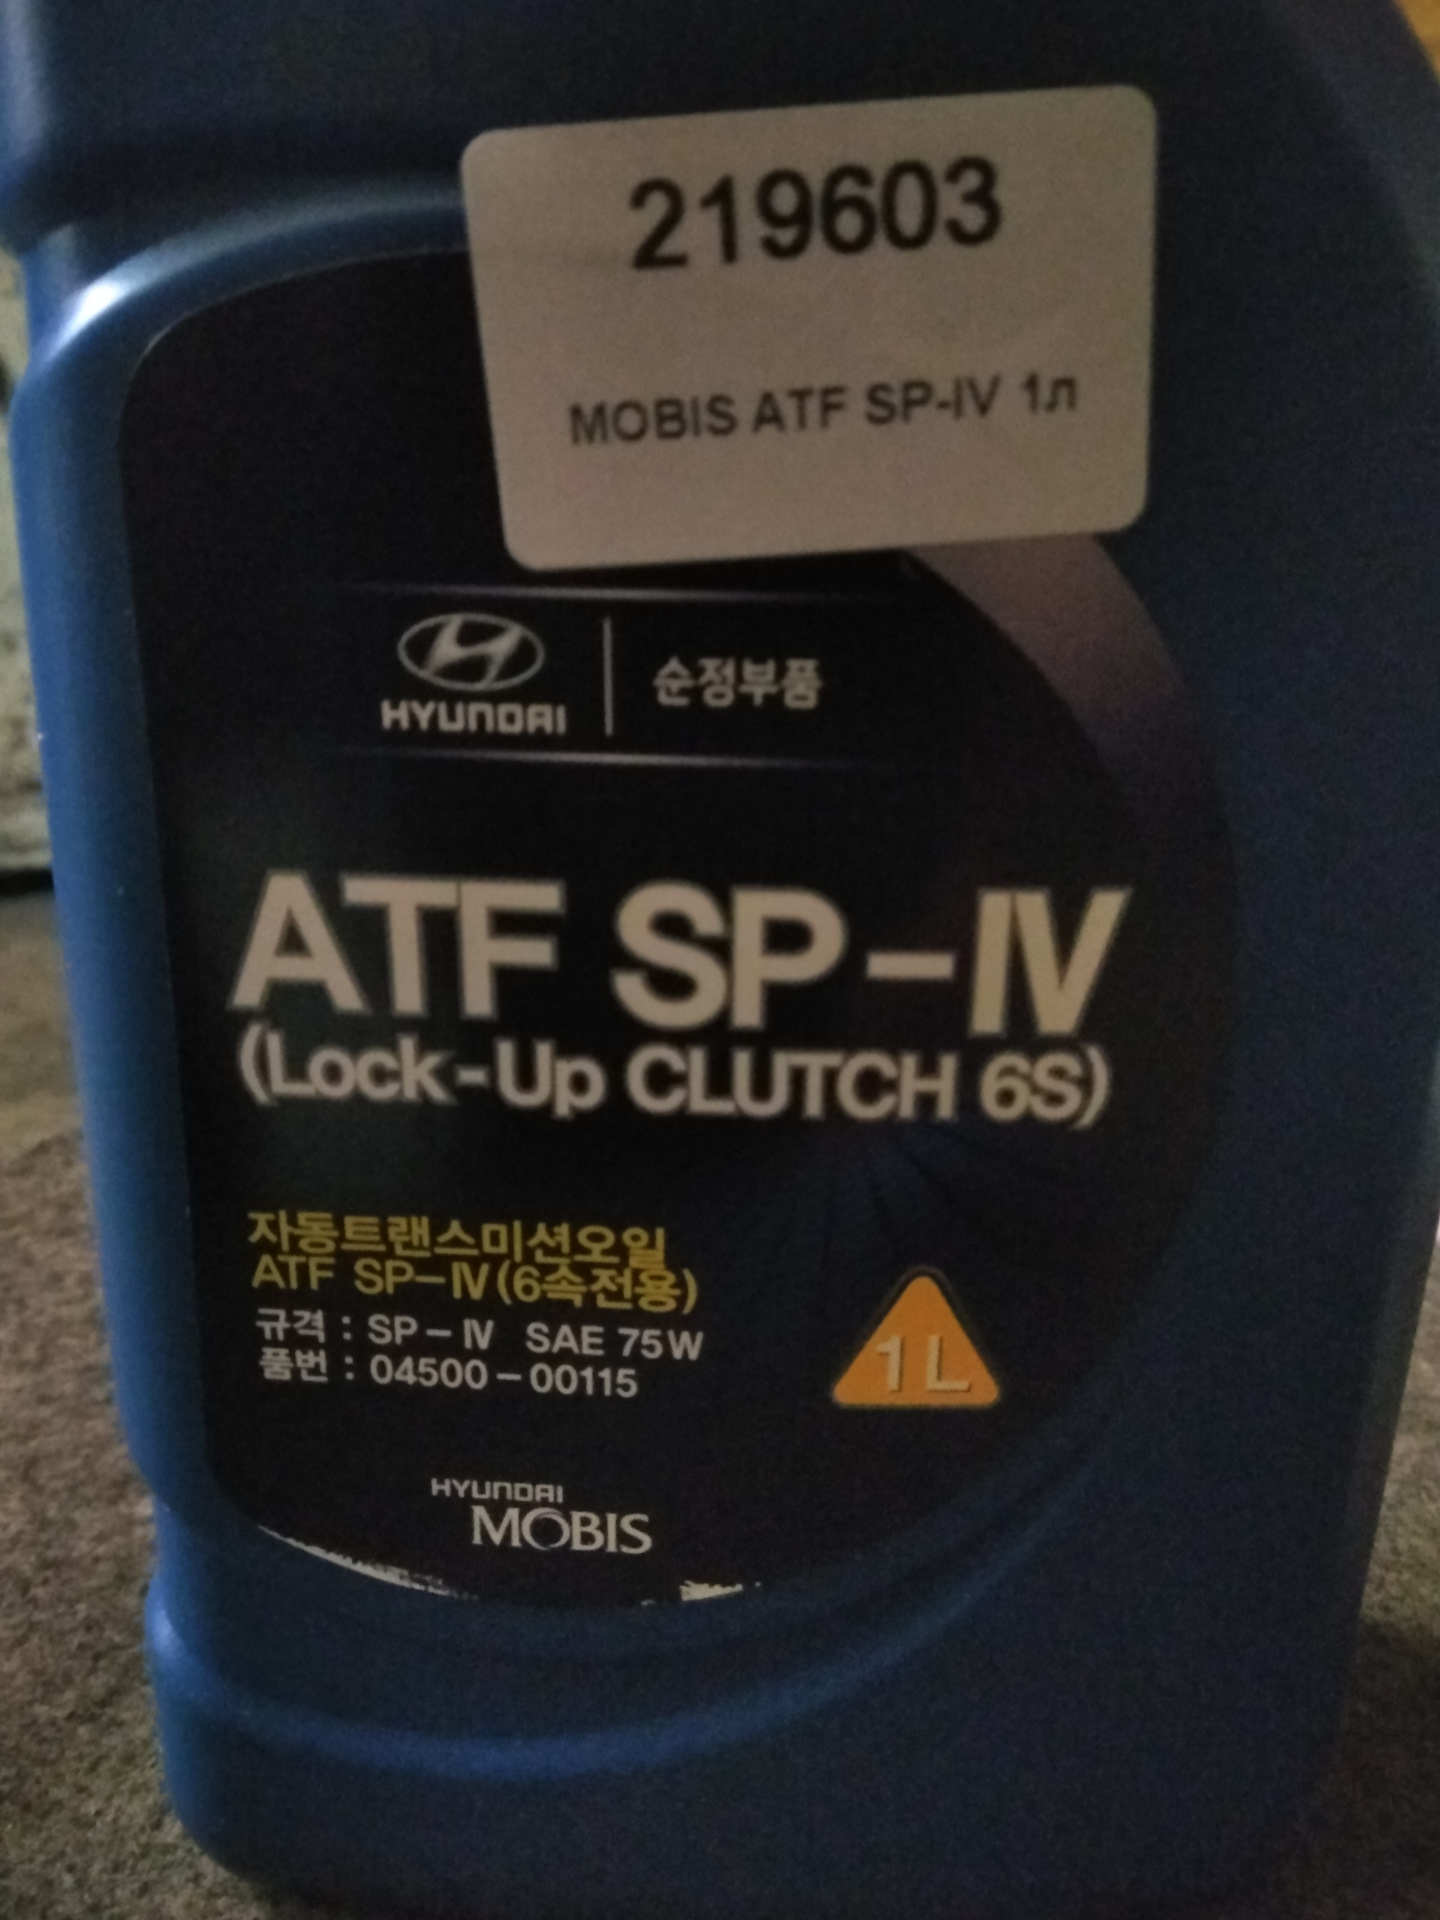 219603
MOBIS ATF SP-IV 1л
HYUNDAI
순정부품
ATF SP-IV
(Lock-Up CLUTCH 6S)
자동트랜스미션오일
ATF SP-IV(6속전용)
규격 : SP-IV SAE 75W
품번 : 04500-00115
1L
HYUNDAI
MOBIS